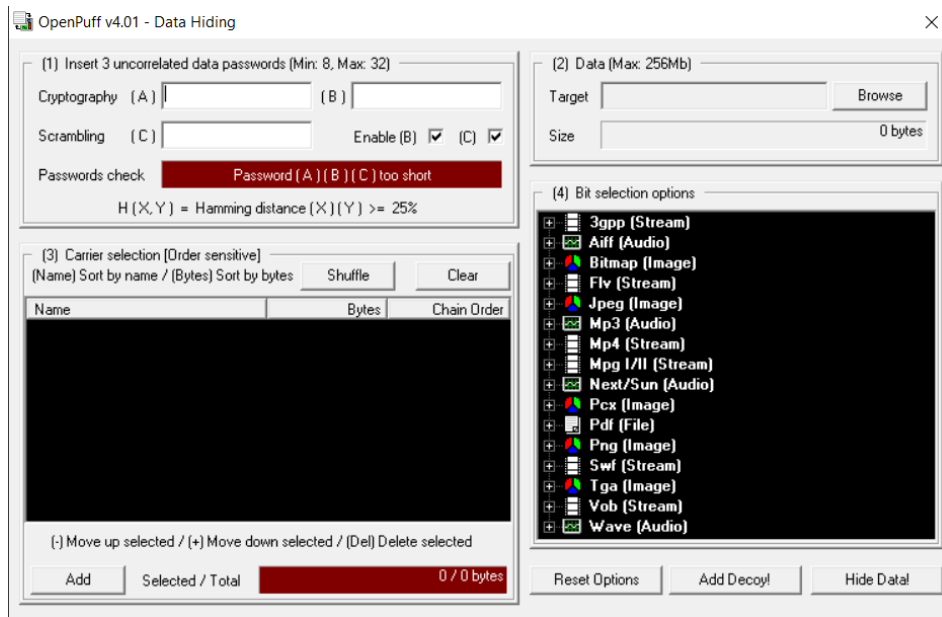 OpenPuff v4.01 - Data Hiding
(1) Insert 3 uncorrelated data passwords (Min: 8, Max: 32)
Cryptography (A) (B)
Scrambling (C) Enable (B) (C)
Passwords check Password (A) (B) (C) too short
H (X,Y) = Hamming distance (X) (Y) >= 25%
(2) Data (Max: 256Mb)
Target Browse
Size 0 bytes
(3) Carrier selection [Order sensitive]
(Name) Sort by name / (Bytes) Sort by bytes Shuffle Clear
Name Bytes Chain Order
(-) Move up selected / (+) Move down selected / (Del) Delete selected
Add Selected / Total 0 / 0 bytes
(4) Bit selection options
3gpp (Stream)
Aiff (Audio)
Bitmap (Image)
Flv (Stream)
Jpeg (Image)
Mp3 (Audio)
Mp4 (Stream)
Mpg I/II (Stream)
Next/Sun (Audio)
Pcx (Image)
Pdf (File)
Png (Image)
Swf (Stream)
Tga (Image)
Vob (Stream)
Wave (Audio)
Reset Options Add Decoy! Hide Data!